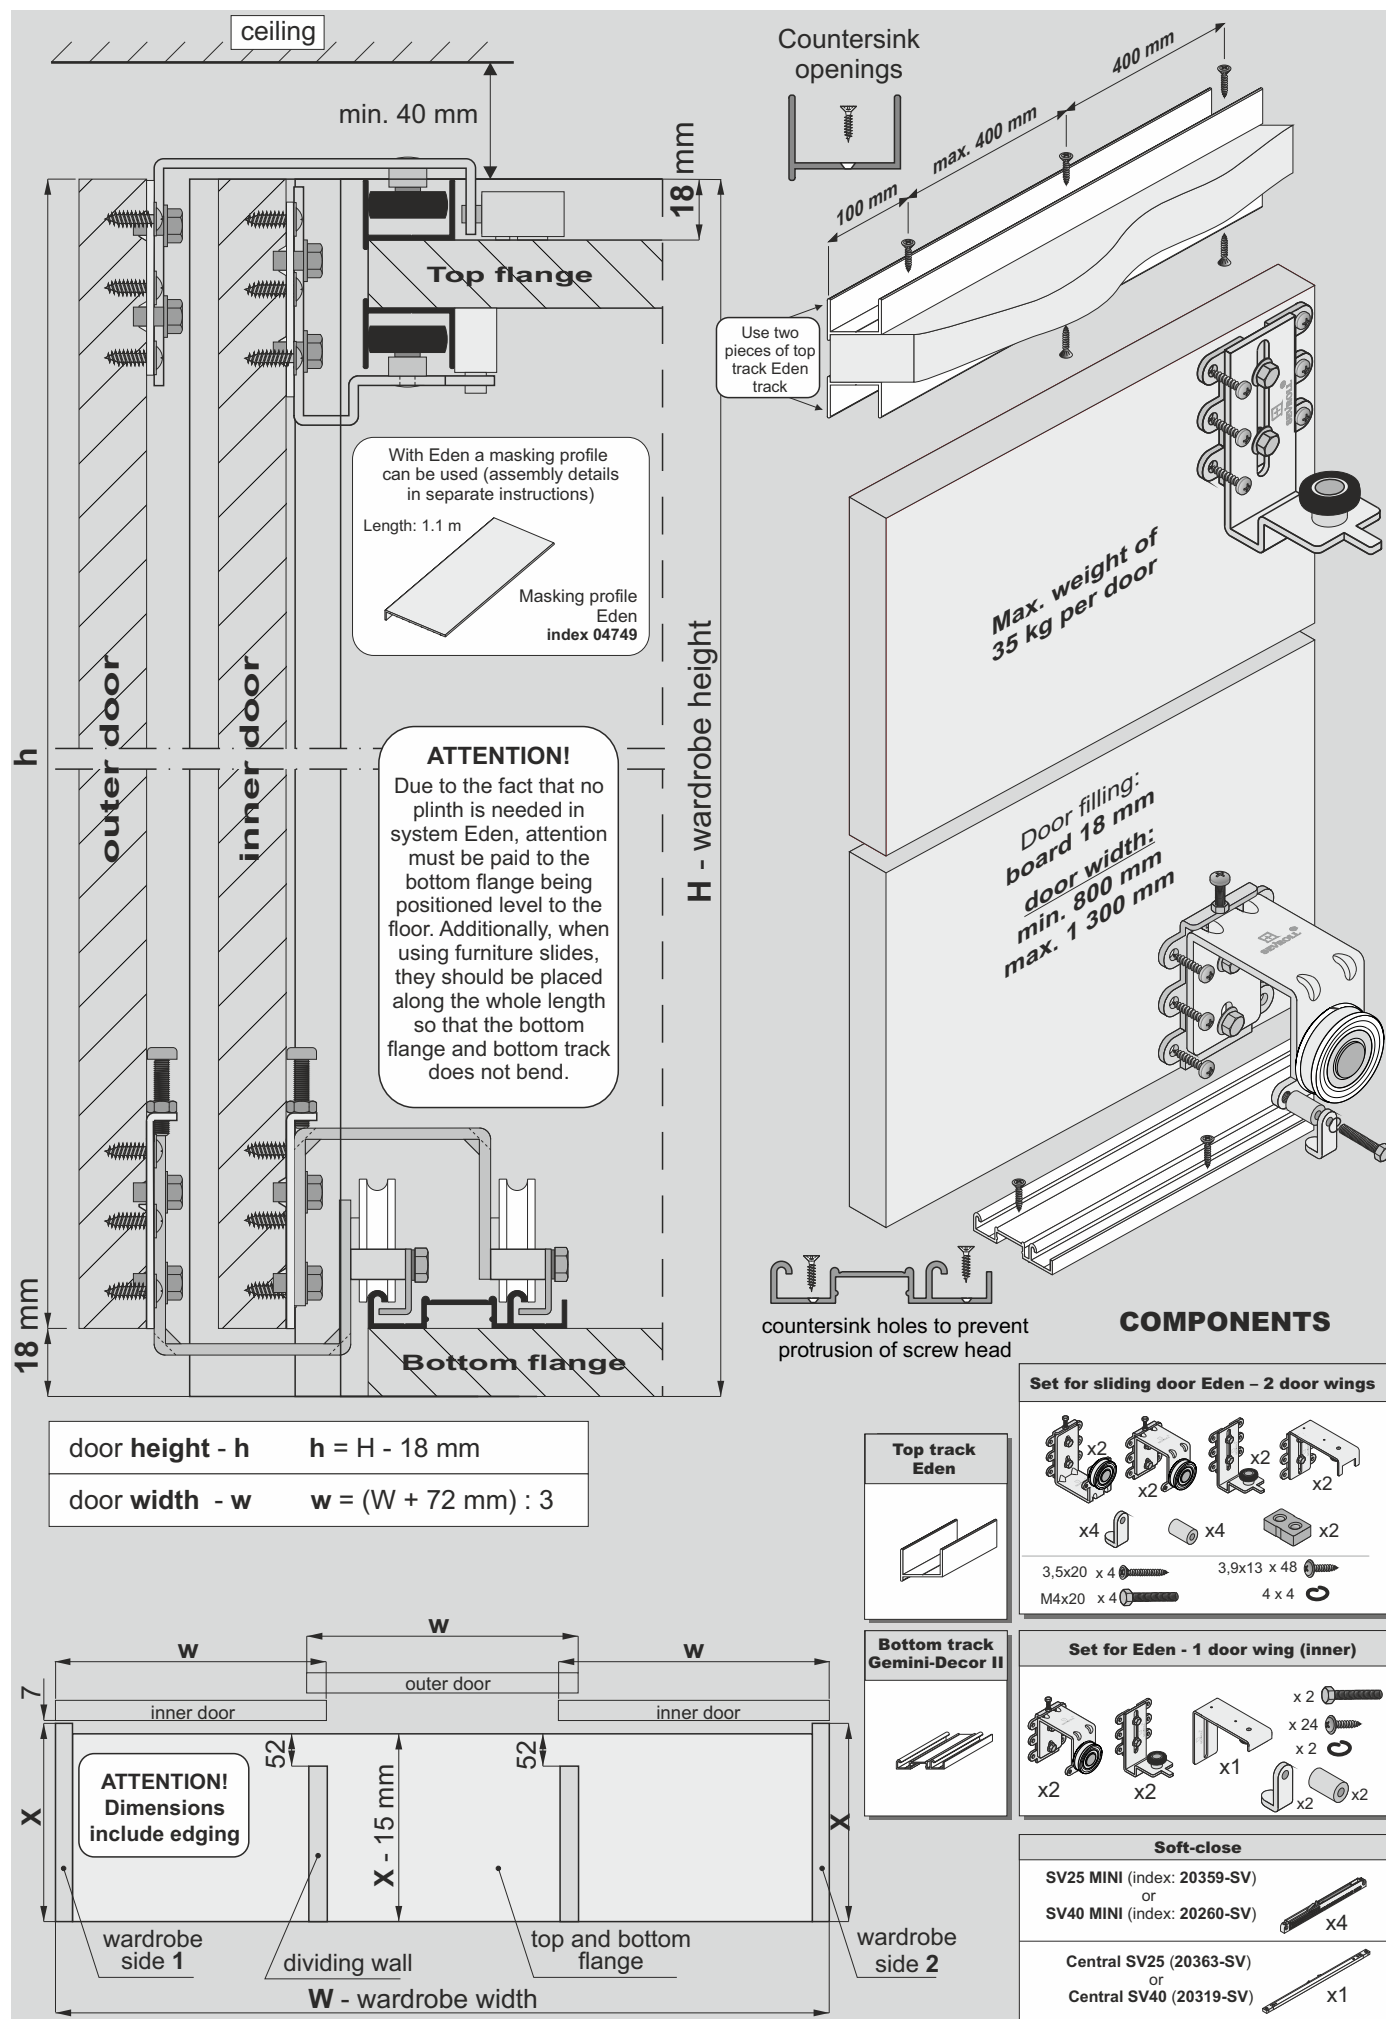 ceiling
min. 40 mm
18 mm
Top flange
With Eden a masking profile
can be used (assembly details
in separate instructions)
Length: 1.1 m
Masking profile
Eden
index 04749
h
outer door
inner door
H - wardrobe height
ATTENTION!
Due to the fact that no
plinth is needed in
system Eden, attention
must be paid to the
bottom flange being
positioned level to the
floor. Additionally, when
using furniture slides,
they should be placed
along the whole length
so that the bottom
flange and bottom track
does not bend.
18 mm
Bottom flange
Countersink
openings
100 mm
max. 400 mm
400 mm
Use two
pieces of top
track Eden
track
SEVROLL®
Max. weight of
35 kg per door
Door filling:
board 18 mm
door width:
min. 800 mm
max. 1 300 mm
SEVROLL®
countersink holes to prevent
protrusion of screw head
door height - h h = H - 18 mm
door width - w w = (W + 72 mm) : 3
COMPONENTS
Top track
Eden
Set for sliding door Eden – 2 door wings
x2
x2
x2
x2
x4
x4
x2
3,5x20 x 4
3,9x13 x 48
M4x20 x 4
4 x 4
Bottom track
Gemini-Decor II
Set for Eden - 1 door wing (inner)
x2
x2
x1
x 2
x 24
x 2
x2
x2
Soft-close
SV25 MINI (index: 20359-SV)
or
SV40 MINI (index: 20260-SV)
x4
Central SV25 (20363-SV)
or
Central SV40 (20319-SV)
x1
w
w
w
outer door
inner door
inner door
7
52
52
X
X - 15 mm
X
ATTENTION!
Dimensions
include edging
wardrobe
side 1
dividing wall
top and bottom
flange
wardrobe
side 2
W - wardrobe width